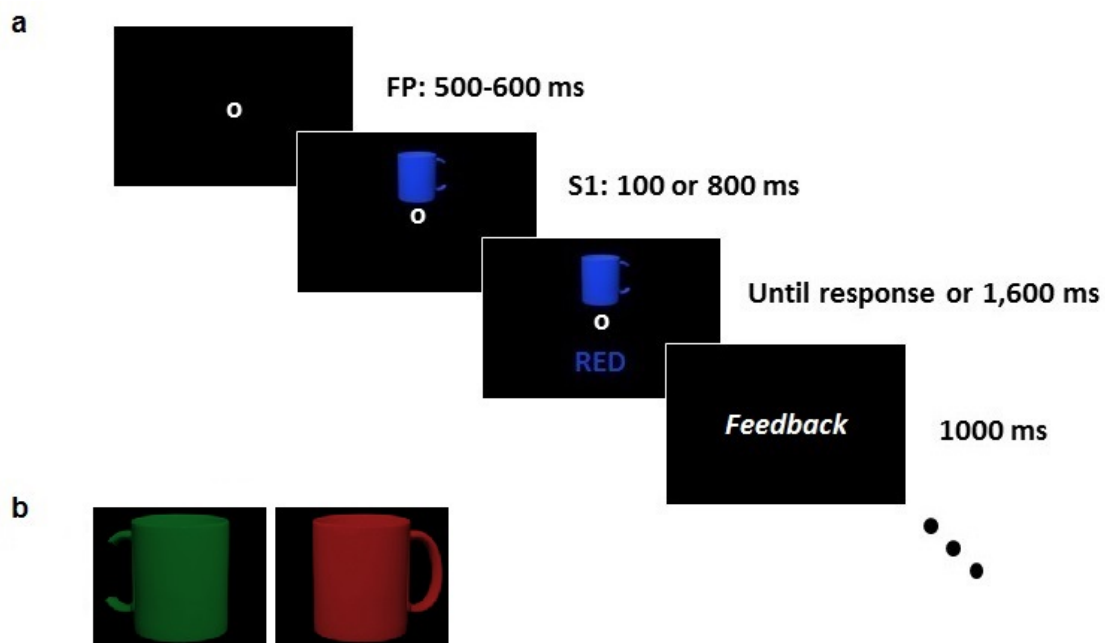 a
FP: 500-600 ms
o
S1: 100 or 800 ms
o
Until response or 1,600 ms
o
RED
Feedback
1000 ms
b